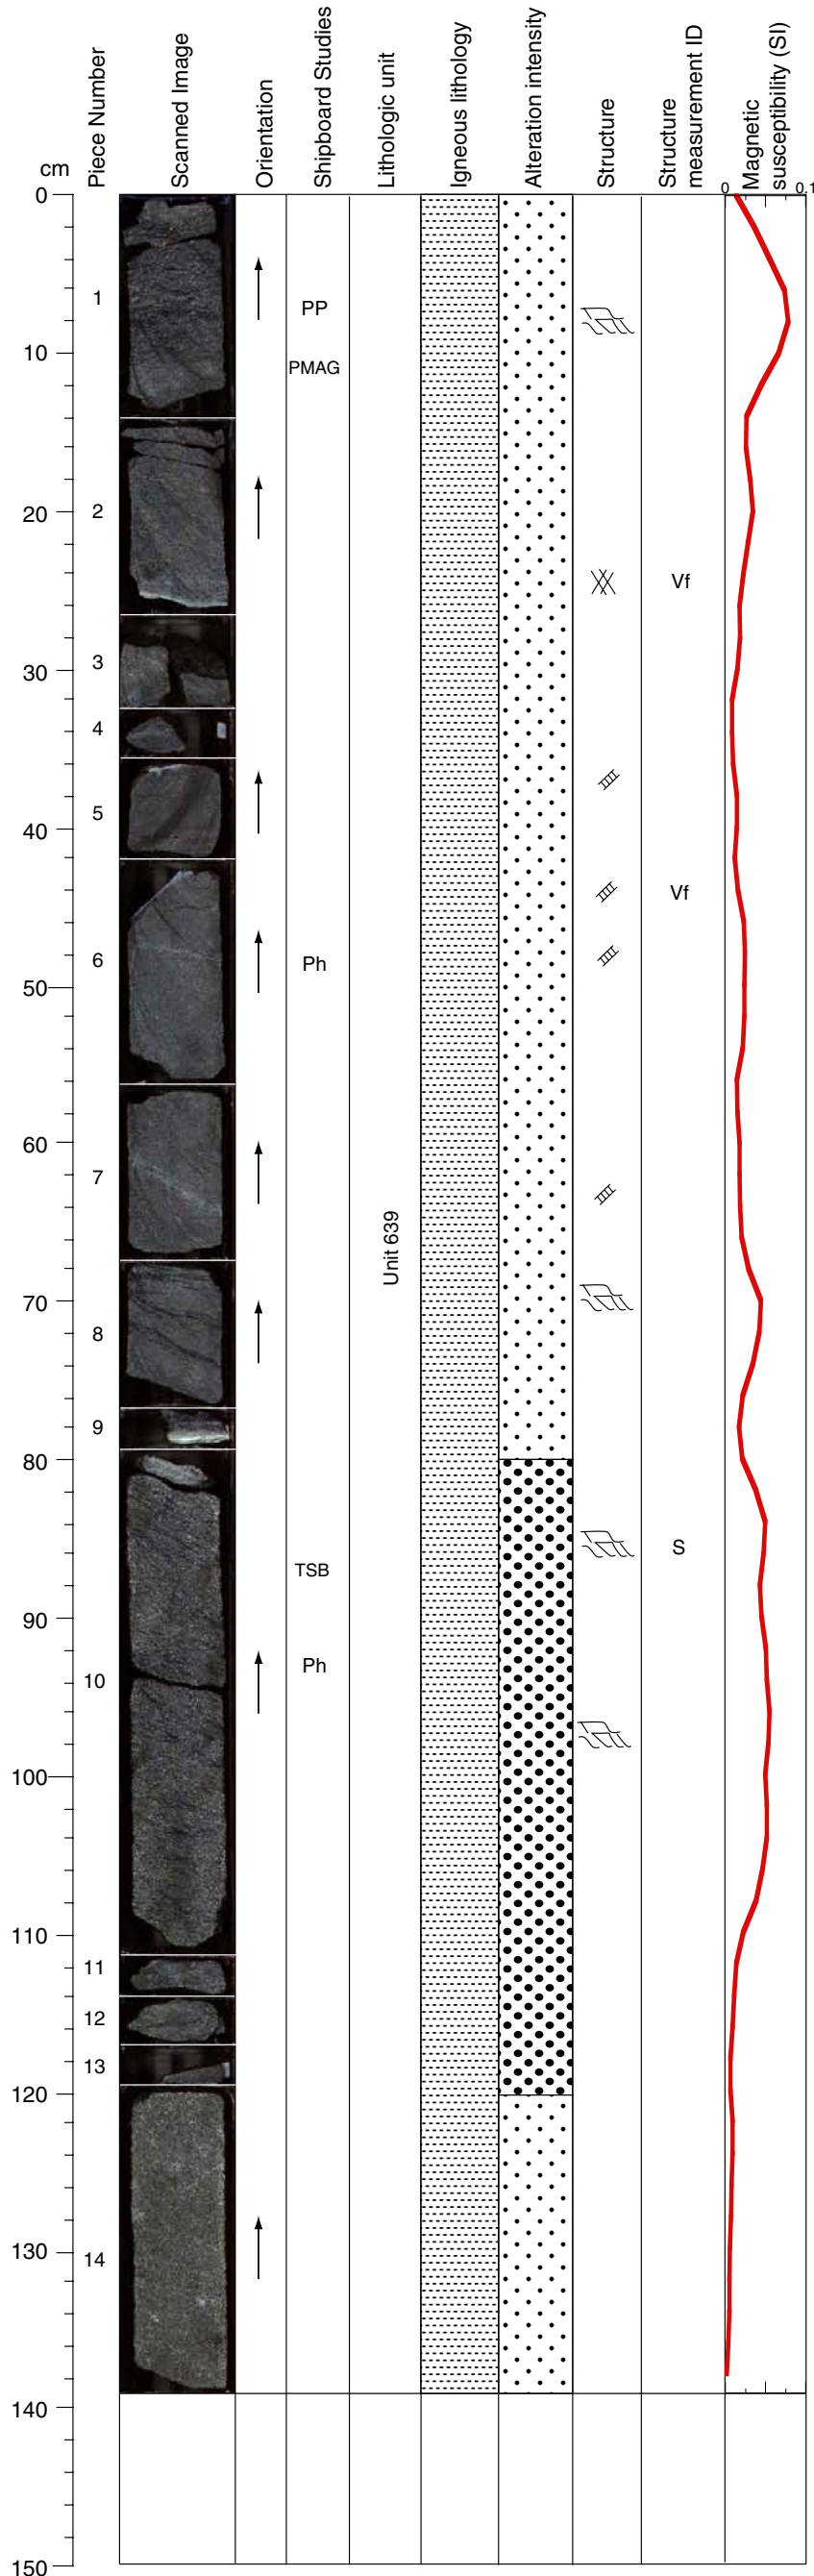 cm
Piece Number
Scanned Image
Orientation
Shipboard Studies
Lithologic unit
Igneous lithology
Alteration intensity
Structure
Structure
measurement ID
Magnetic
susceptibility (SI)
0 0.1
0
1
PP
10
PMAG
2
20
Vf
3
30
4
5
40
Vf
6
Ph
50
60
7
Unit 639
70
8
9
80
S
TSB
90
Ph
10
100
110
11
12
13
120
130
14
140
150